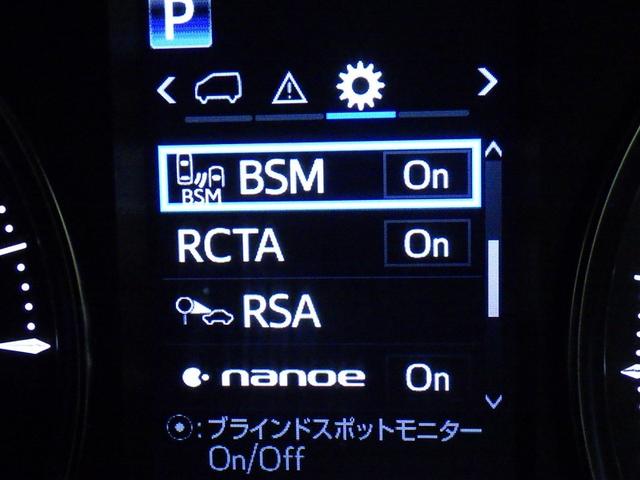 P
BSM BSM On
RCTA On
RSA
nanoe On
:ブラインドスポットモニター
On/Off